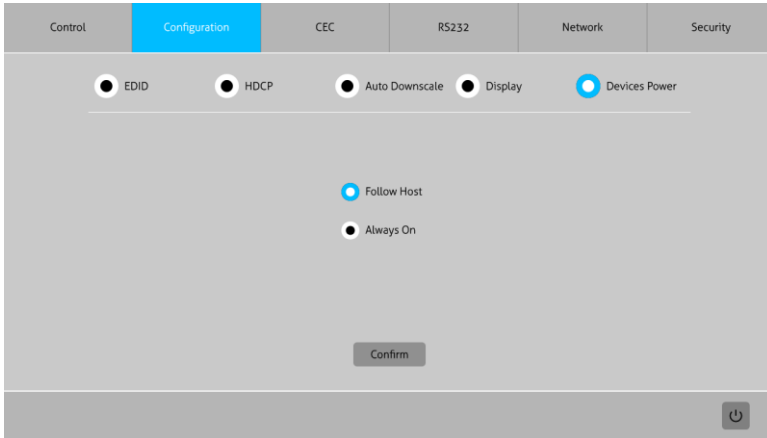 Control Configuration CEC RS232 Network Security
EDID HDCP Auto Downscale Display Devices Power
Follow Host
Always On
Confirm